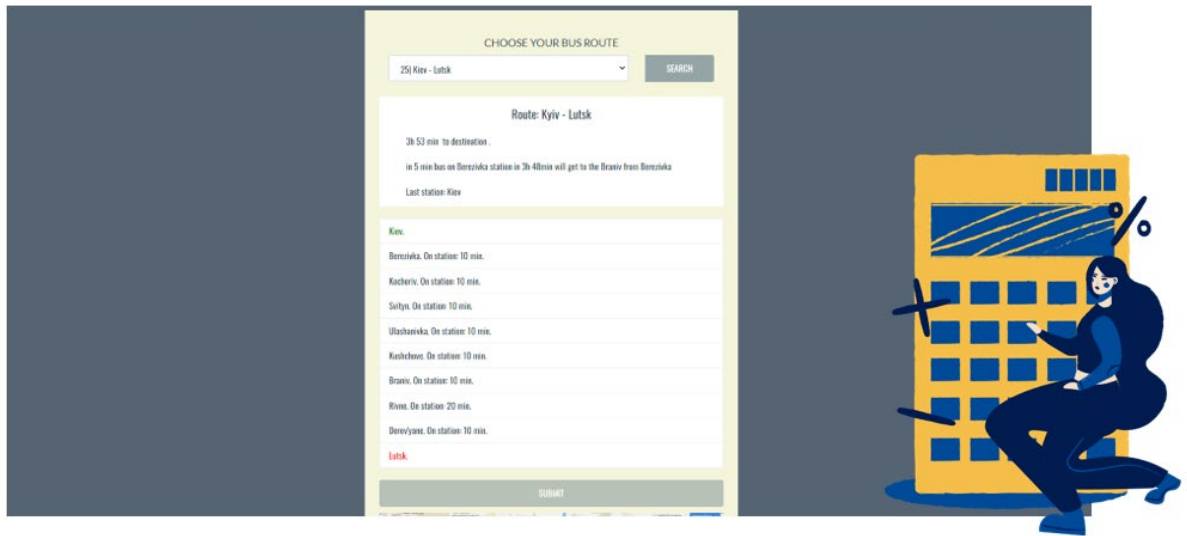 CHOOSE YOUR BUS ROUTE
25) Kiev - Lutsk
SEARCH
Route: Kyiv - Lutsk
3h 53 min to destination .
in 5 min bus on Berezivka station in 3h 48min will get to the Braniv from Berezivka
Last station: Kiev
Kiev.
Berezivka. On station: 10 min.
Kocheriv. On station: 10 min.
Svityn. On station: 10 min.
Ulashanivka. On station: 10 min.
Kushchove. On station: 10 min.
Braniv. On station: 10 min.
Rivne. On station: 20 min.
Derev'yane. On station: 10 min.
Lutsk.
SUBMIT